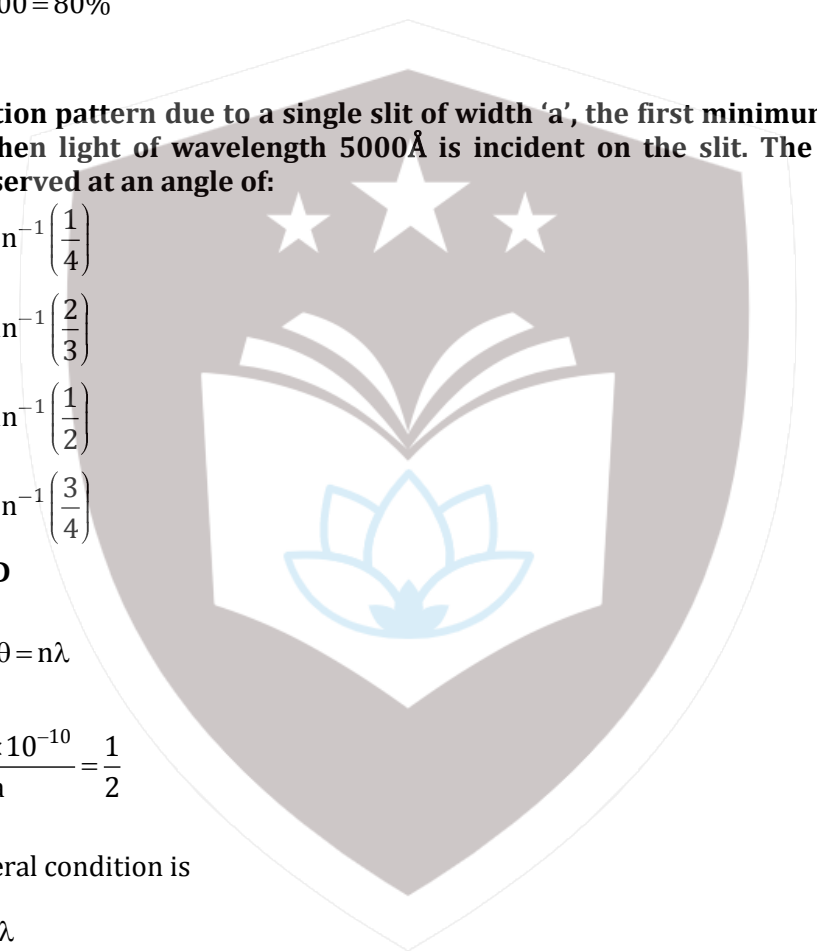 00 = 80%
tion pattern due to a single slit of width ‘a’, the first minimum
hen light of wavelength 5000Å is incident on the slit. The
served at an angle of:
n⁻¹(1/4)
n⁻¹(2/3)
n⁻¹(1/2)
n⁻¹(3/4)
D
θ = nλ
10⁻¹⁰/a = 1/2
eral condition is
λ